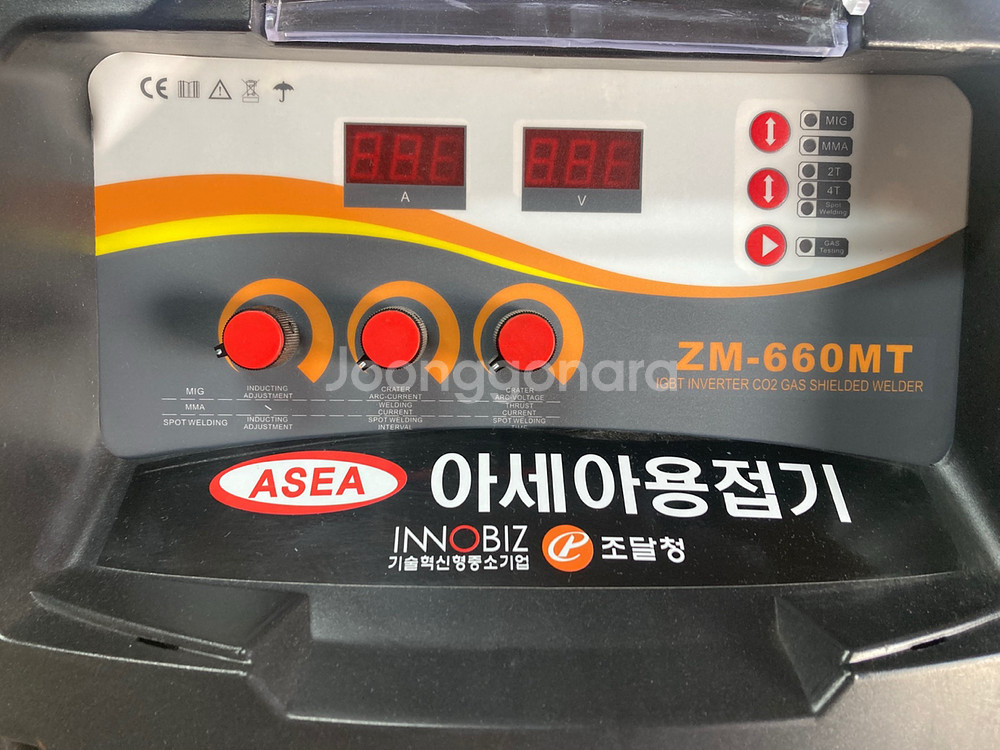 CE
A
V
MIG
MMA
2T
4T
Spot
Welding
GAS
Testing
ZM-660MT
IGBT INVERTER CO2 GAS SHIELDED WELDER
Joonggonara
MIG
INDUCTING
ADJUSTMENT
CRATER
ARC-CURRENT
CRATER
ARC-VOLTAGE
MMA
WELDING
CURRENT
THRUST
CURRENT
SPOT WELDING
INDUCTING
ADJUSTMENT
SPOT WELDING
INTERVAL
SPOT WELDING
TIME
ASEA 아세아용접기
INNOBIZ
기술혁신형중소기업
조달청